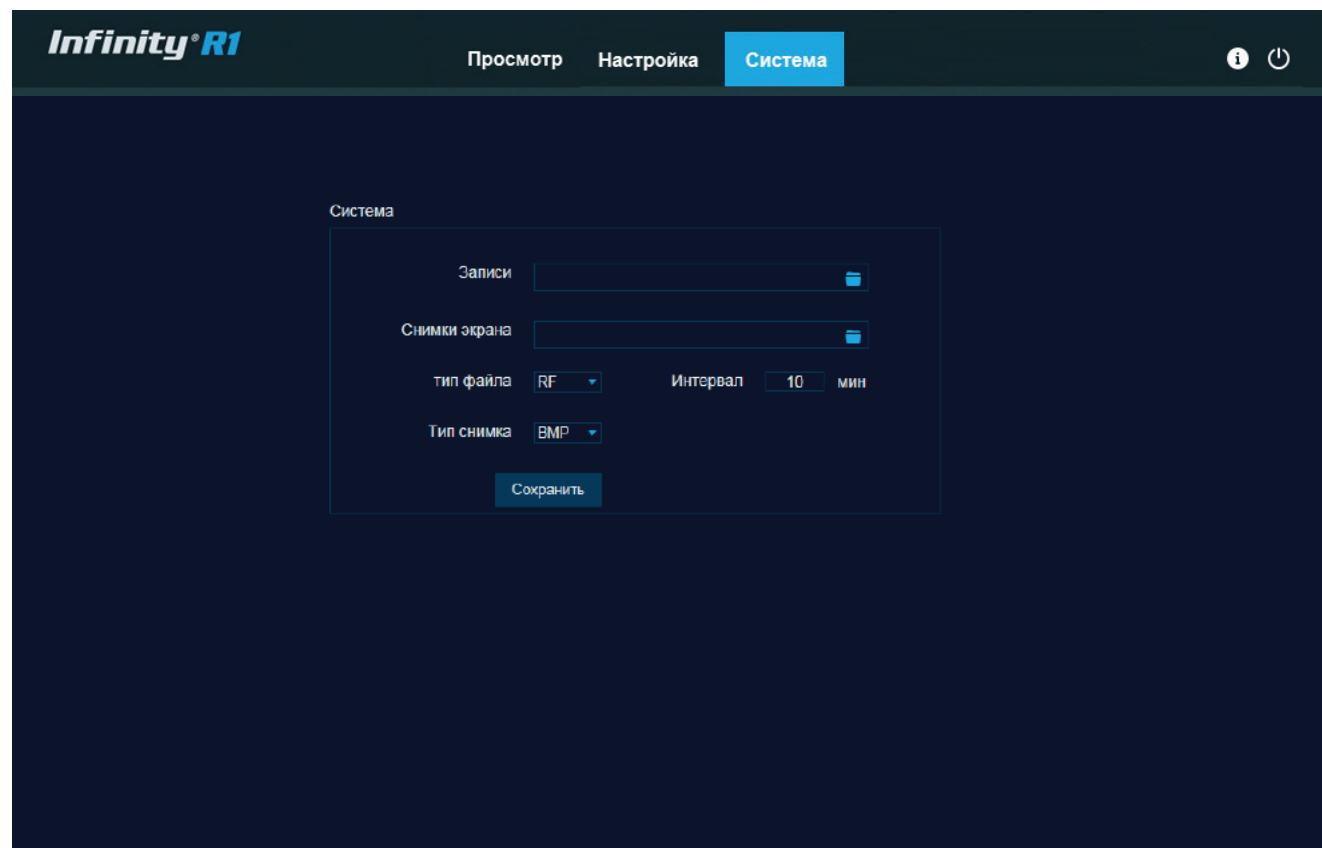 Infinity®R1
Просмотр Настройка Система
Система
Записи
Снимки экрана
тип файла RF Интервал 10 мин
Тип снимка BMP
Сохранить